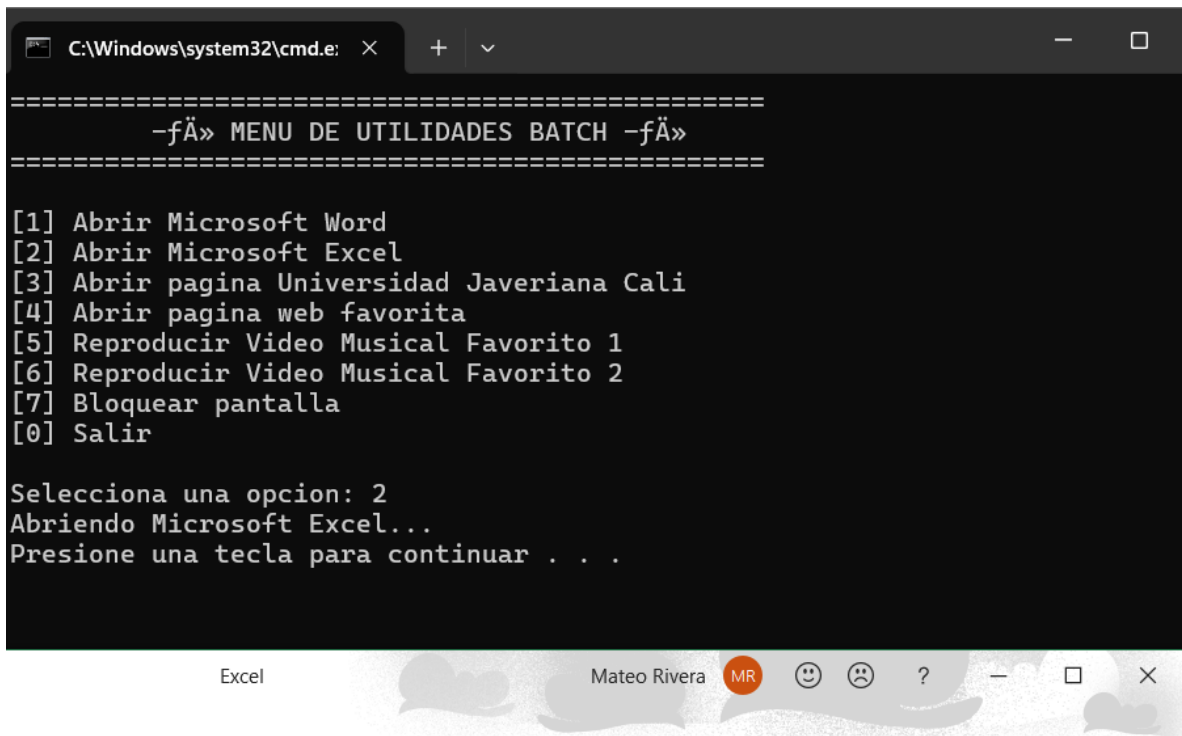 C:\Windows\system32\cmd.e:
================================================
-ƒÄ» MENU DE UTILIDADES BATCH -ƒÄ»
================================================
[1] Abrir Microsoft Word
[2] Abrir Microsoft Excel
[3] Abrir pagina Universidad Javeriana Cali
[4] Abrir pagina web favorita
[5] Reproducir Video Musical Favorito 1
[6] Reproducir Video Musical Favorito 2
[7] Bloquear pantalla
[0] Salir
Selecciona una opcion: 2
Abriendo Microsoft Excel...
Presione una tecla para continuar . . .
Excel Mateo Rivera MR ?